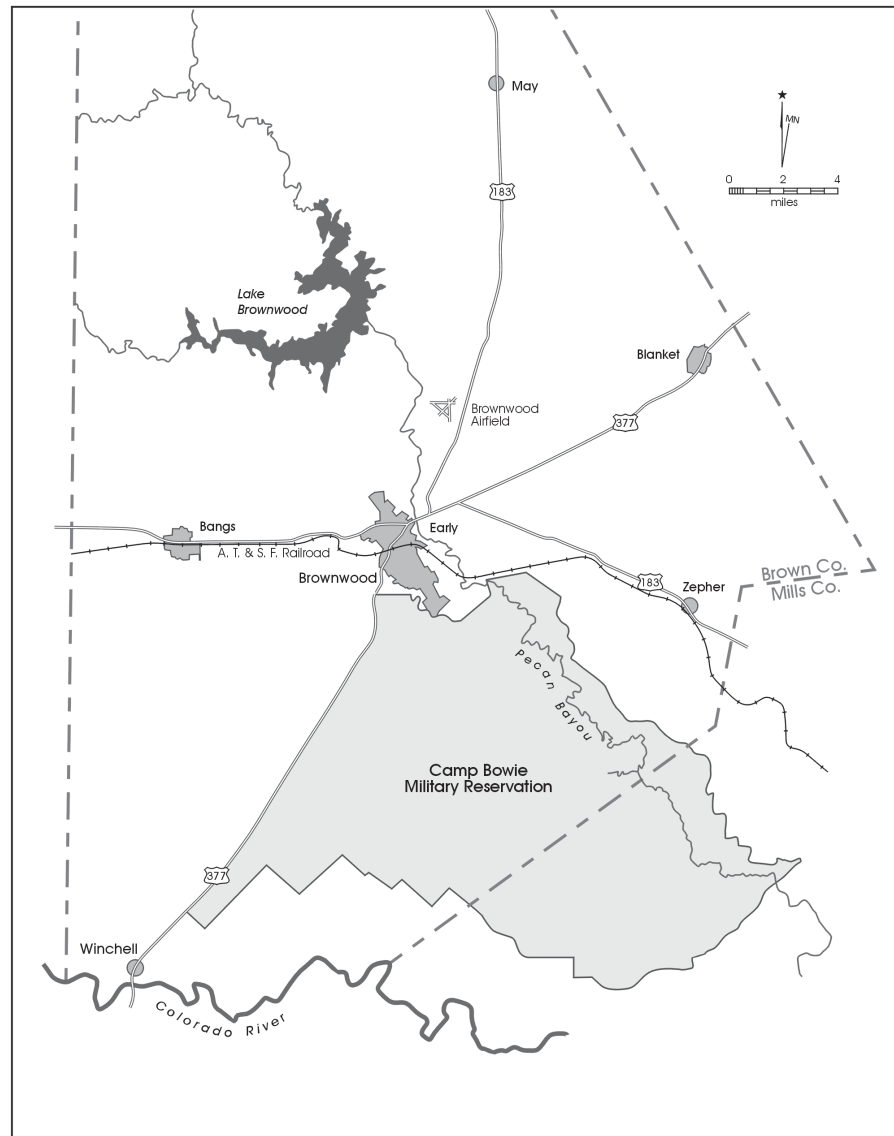 May
MN
0 2 4
miles
183
Lake
Brownwood
Blanket
Brownwood
Airfield
377
Bangs
Early
A. T. & S. F. Railroad
Brownwood
183
Zepher
Brown Co.
Mills Co.
Pecan Bayou
Camp Bowie
Military Reservation
377
Winchell
Colorado River